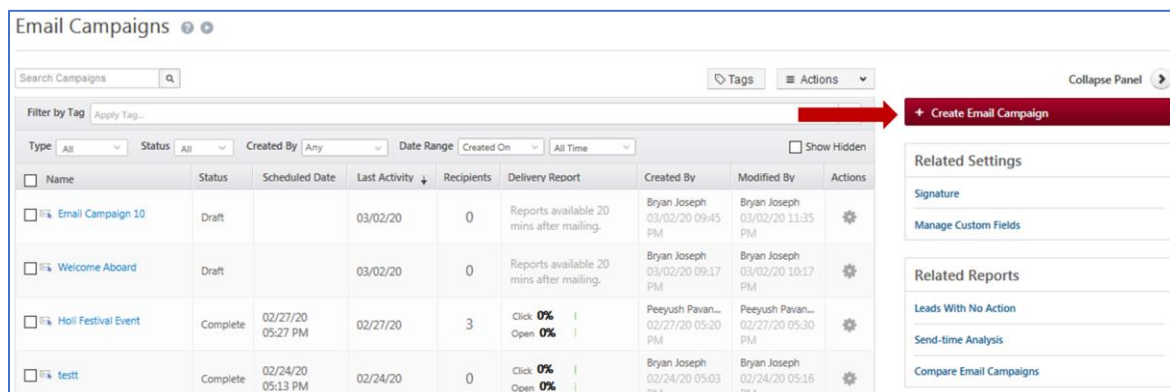 Email Campaigns
Search Campaigns
Tags
Actions
Collapse Panel
Filter by Tag Apply Tag...
+ Create Email Campaign
Type All Status All Created By Any Date Range Created On All Time Show Hidden
Name Status Scheduled Date Last Activity ↓ Recipients Delivery Report Created By Modified By Actions
Email Campaign 10 Draft 03/02/20 0 Reports available 20 mins after mailing. Bryan Joseph 03/02/20 09:45 PM Bryan Joseph 03/02/20 11:35 PM
Welcome Aboard Draft 03/02/20 0 Reports available 20 mins after mailing. Bryan Joseph 03/02/20 09:17 PM Bryan Joseph 03/02/20 10:17 PM
Holi Festival Event Complete 02/27/20 05:27 PM 02/27/20 3 Click 0% Open 0% Peeyush Pavan... 02/27/20 05:20 PM Peeyush Pavan... 02/27/20 05:30 PM
testt Complete 02/24/20 05:13 PM 02/24/20 0 Click 0% Open 0% Bryan Joseph 02/24/20 05:03 Bryan Joseph 02/24/20 05:16
Related Settings
Signature
Manage Custom Fields
Related Reports
Leads With No Action
Send-time Analysis
Compare Email Campaigns